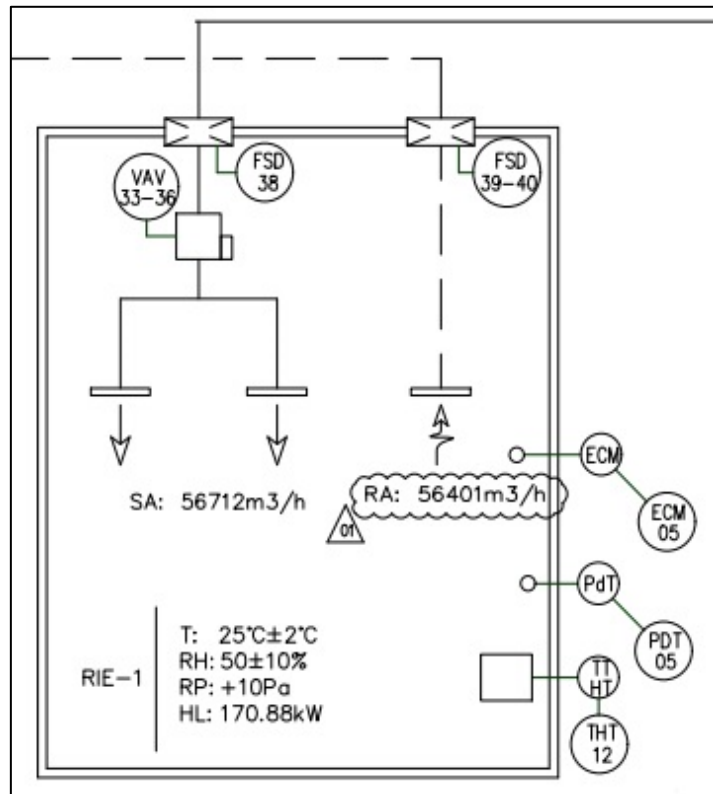 FSD
38
FSD
39-40
VAV
33-36
SA: 56712m3/h
RA: 56401m3/h
01
ECM
ECM
05
PdT
PDT
05
RIE-1
T: 25°C±2°C
RH: 50±10%
RP: +10Pa
HL: 170.88kW
TT
HT
THT
12